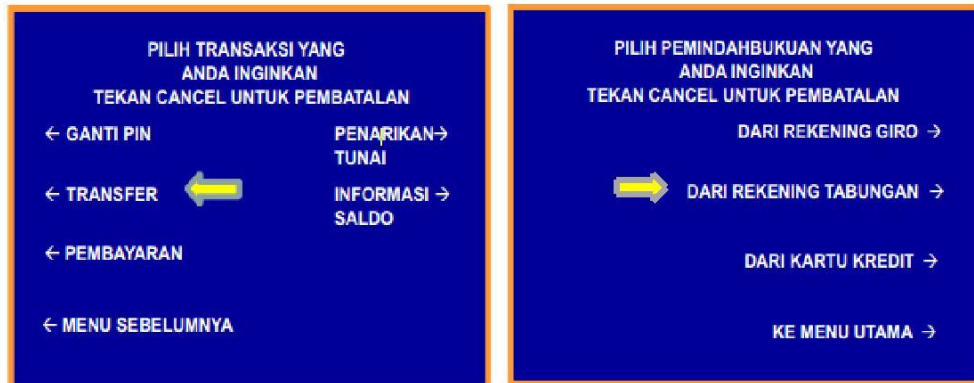 PILIH TRANSAKSI YANG
ANDA INGINKAN
TEKAN CANCEL UNTUK PEMBATALAN
← GANTI PIN
PENARIKAN→
TUNAI
← TRANSFER
INFORMASI →
SALDO
← PEMBAYARAN
← MENU SEBELUMNYA
PILIH PEMINDAHBUKUAN YANG
ANDA INGINKAN
TEKAN CANCEL UNTUK PEMBATALAN
DARI REKENING GIRO →
DARI REKENING TABUNGAN →
DARI KARTU KREDIT →
KE MENU UTAMA →